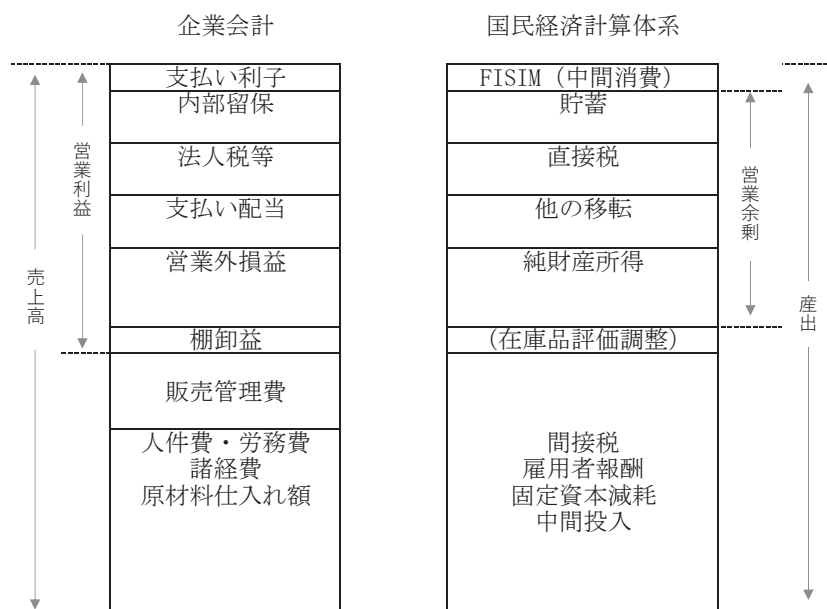 企業会計
国民経済計算体系
支払い利子
内部留保
法人税等
支払い配当
営業外損益
棚卸益
販売管理費
人件費・労務費
諸経費
原材料仕入れ額
売上高
営業利益
FISIM（中間消費）
貯蓄
直接税
他の移転
純財産所得
(在庫品評価調整)
間接税
雇用者報酬
固定資本減耗
中間投入
営業余剰
産出